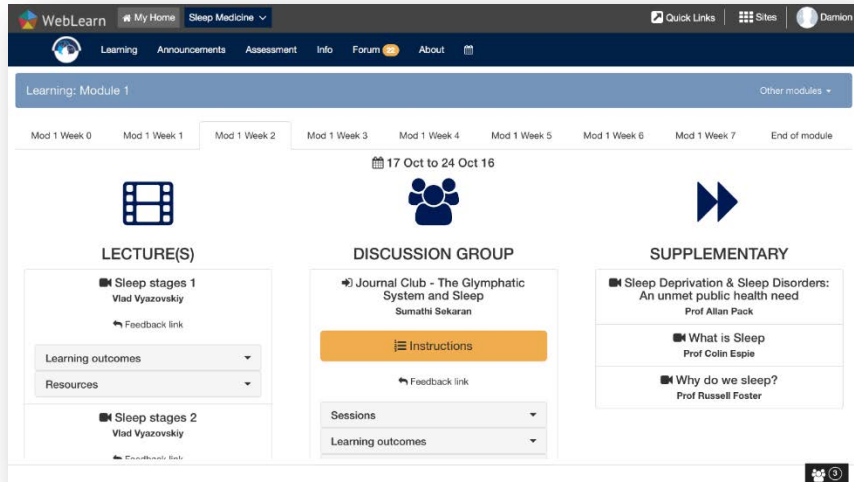 WebLearn My Home Sleep Medicine Quick Links Sites Damion
Learning Announcements Assessment Info Forum 22 About
Learning: Module 1 Other modules
Mod 1 Week 0 Mod 1 Week 1 Mod 1 Week 2 Mod 1 Week 3 Mod 1 Week 4 Mod 1 Week 5 Mod 1 Week 6 Mod 1 Week 7 End of module
17 Oct to 24 Oct 16
LECTURE(S)
Sleep stages 1
Vlad Vyazovskiy
Feedback link
Learning outcomes
Resources
Sleep stages 2
Vlad Vyazovskiy
Feedback link
DISCUSSION GROUP
Journal Club - The Glymphatic
System and Sleep
Sumathi Sekaran
Instructions
Feedback link
Sessions
Learning outcomes
SUPPLEMENTARY
Sleep Deprivation & Sleep Disorders:
An unmet public health need
Prof Allan Pack
What is Sleep
Prof Colin Espie
Why do we sleep?
Prof Russell Foster
3